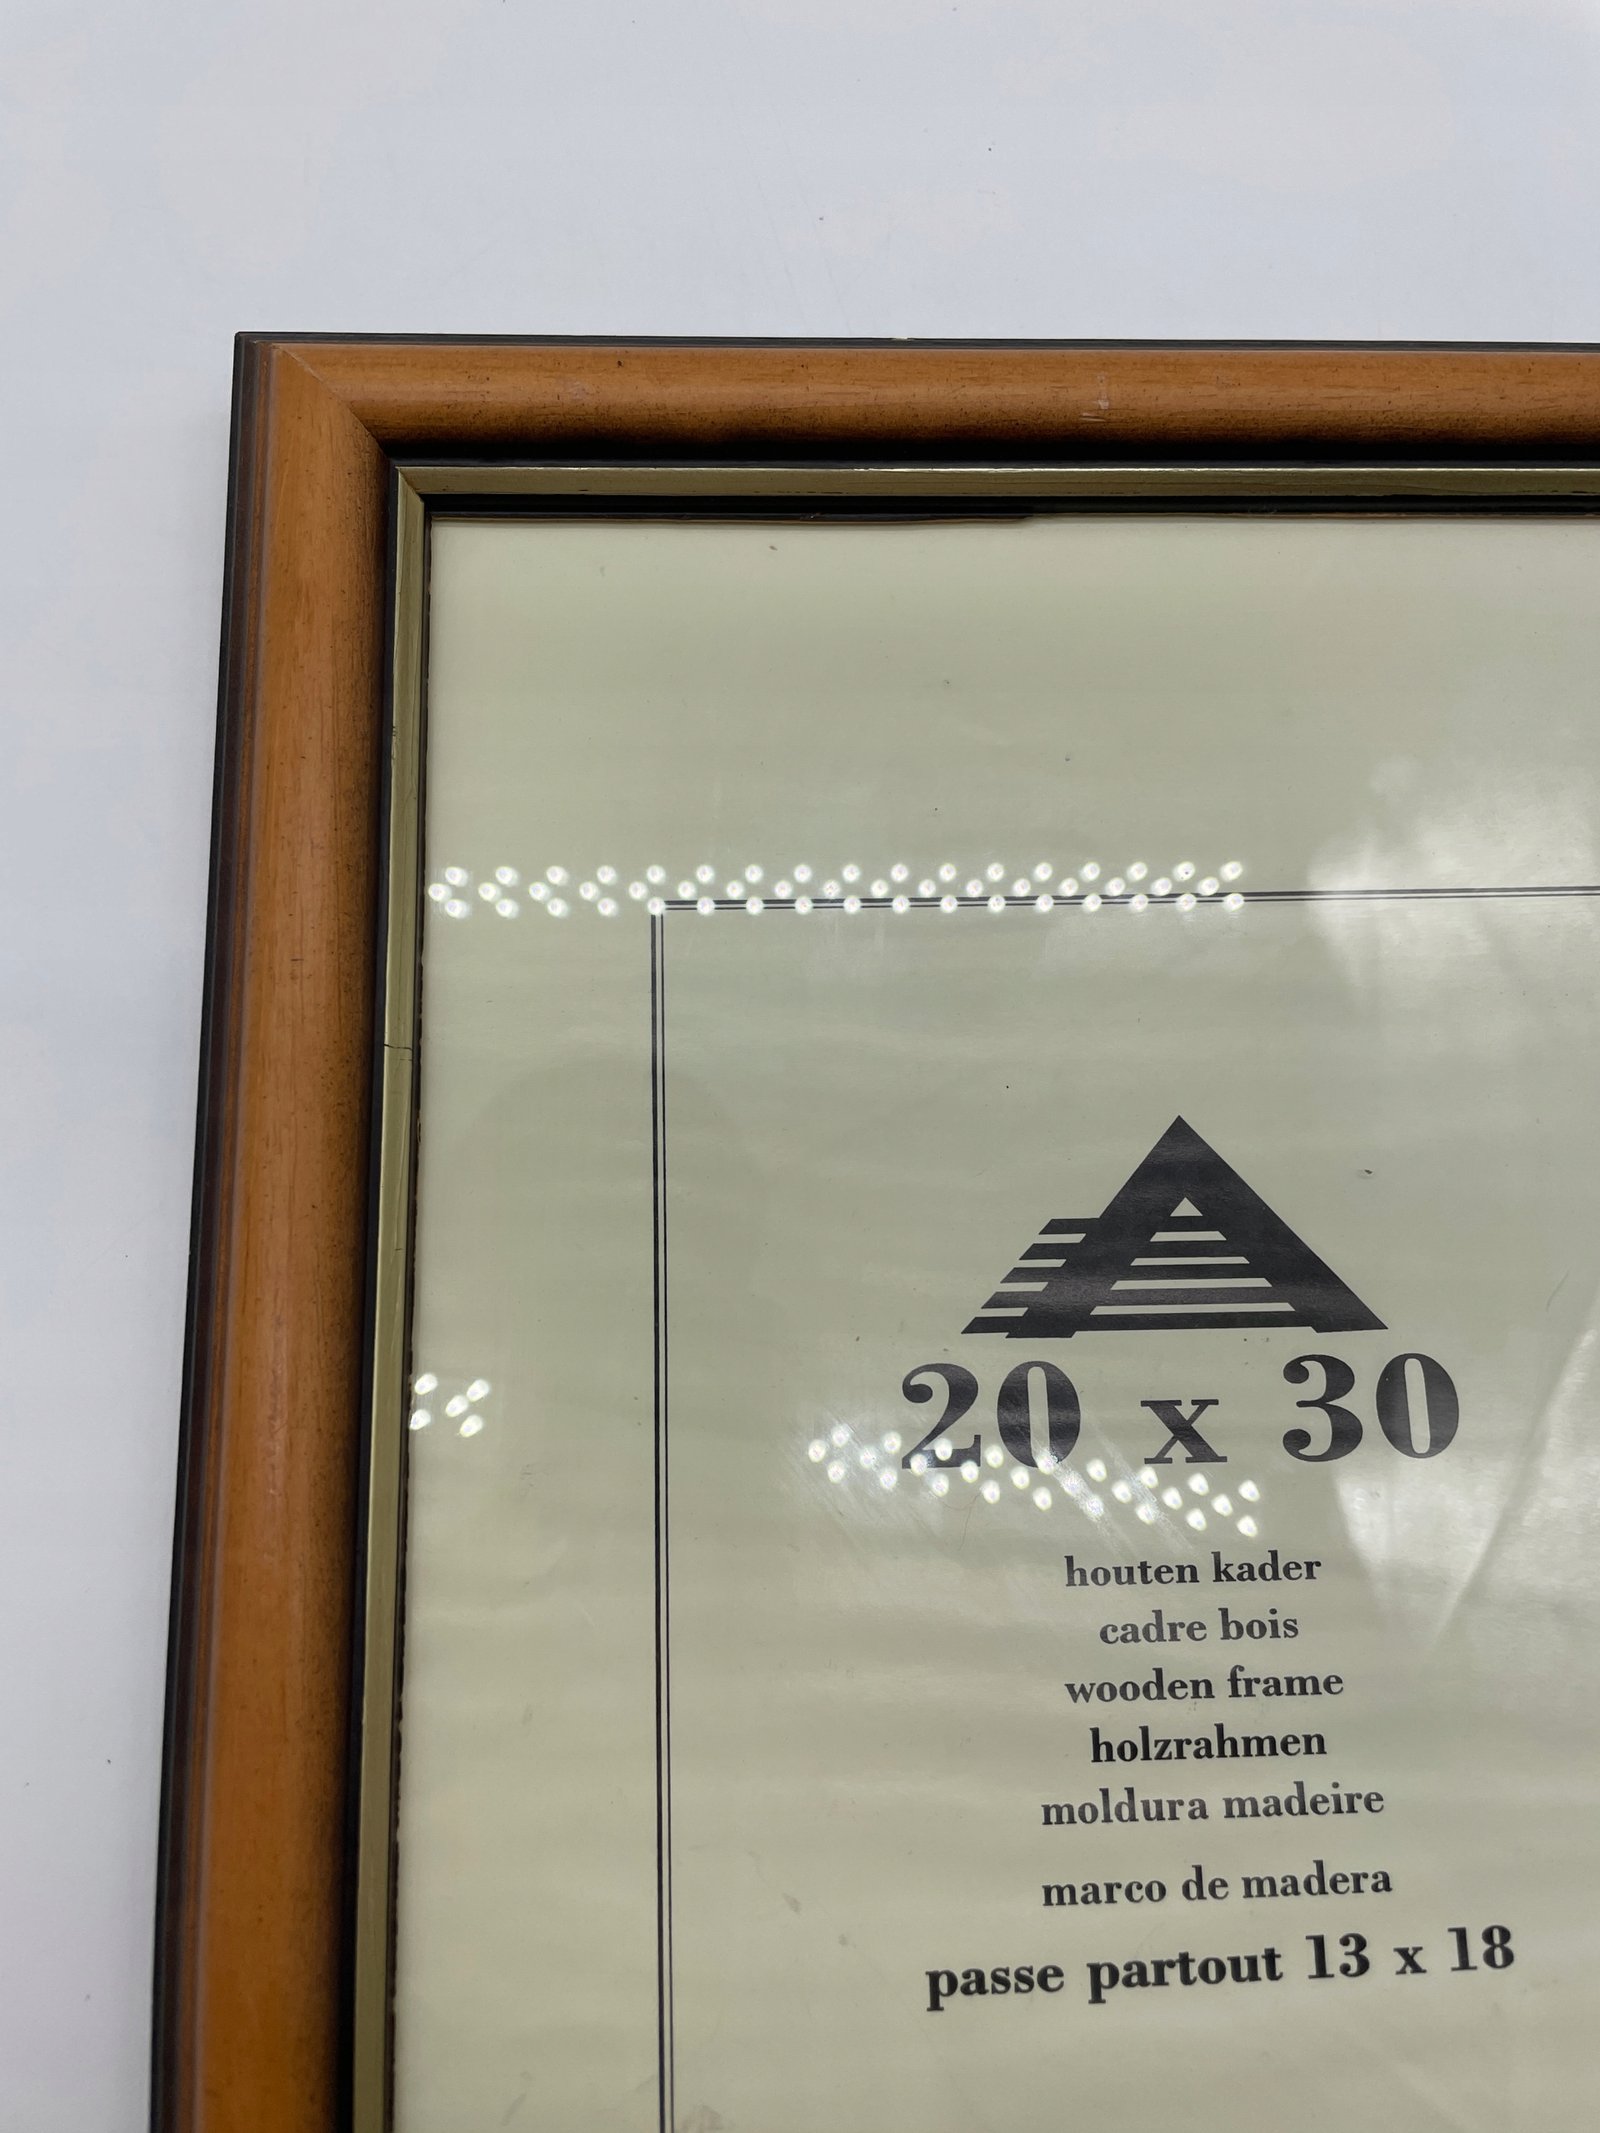 20 x 30
houten kader
cadre bois
wooden frame
holzrahmen
moldura madeire
marco de madera
passe partout 13 x 18